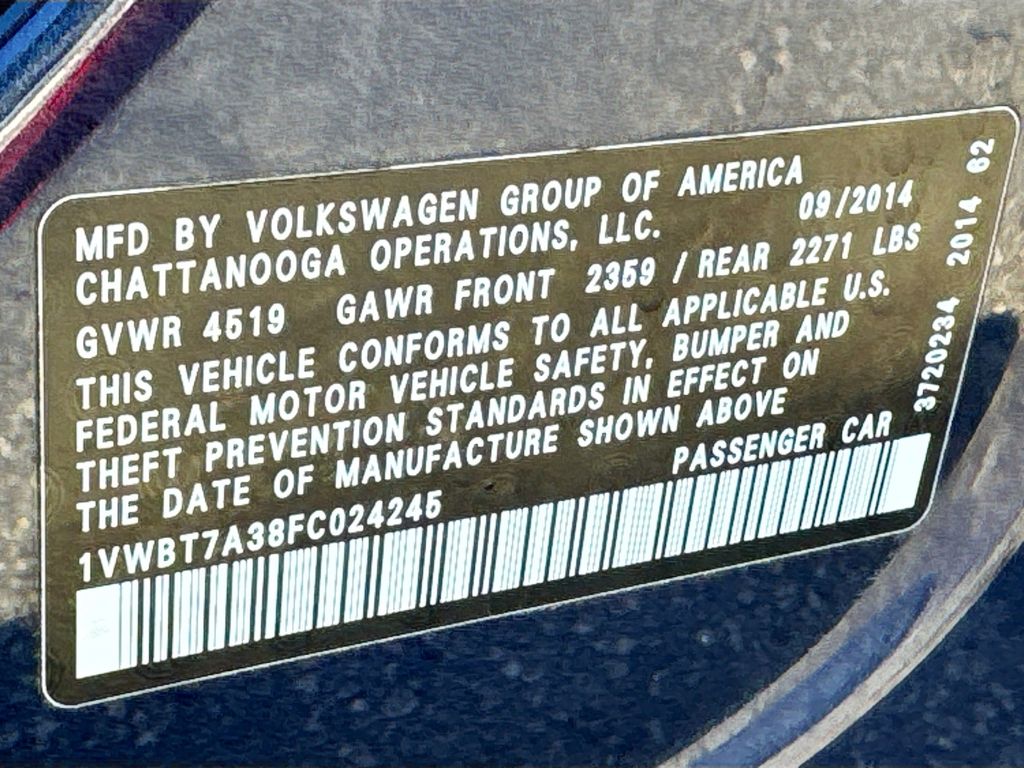 MFD BY VOLKSWAGEN GROUP OF AMERICA
CHATTANOOGA OPERATIONS, LLC. 09/2014
GVWR 4519 GAWR FRONT 2359 / REAR 2271 LBS
THIS VEHICLE CONFORMS TO ALL APPLICABLE U.S.
FEDERAL MOTOR VEHICLE SAFETY, BUMPER AND
THEFT PREVENTION STANDARDS IN EFFECT ON
THE DATE OF MANUFACTURE SHOWN ABOVE
1VWBT7A38FC024245 PASSENGER CAR
3720234 2014 62